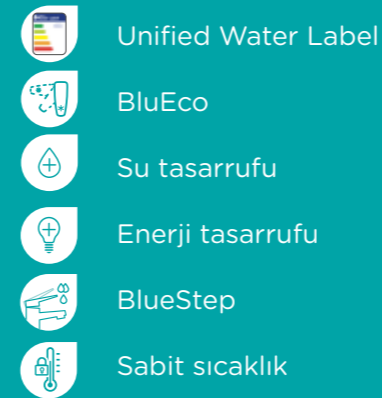 Unified Water Label
BluEco
Su tasarrufu
Enerji tasarrufu
BlueStep
Sabit sıcaklık